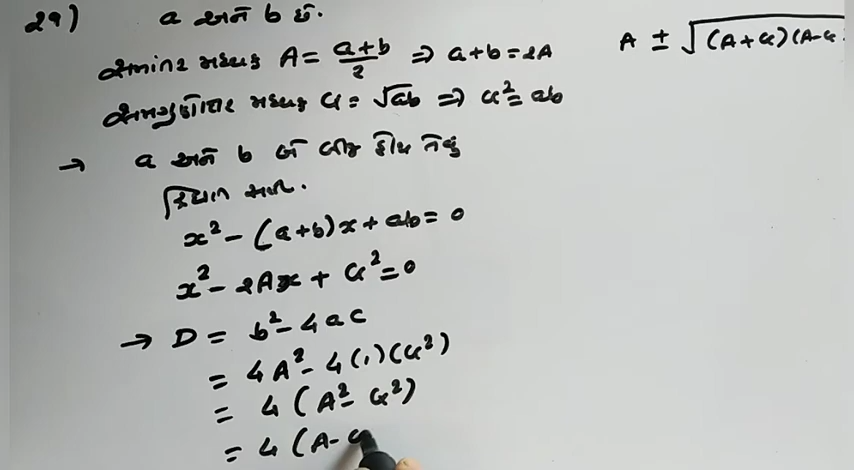 29) a અને b છે.
સમાંતર મધ્યક A = (a+b)/2 ⇒ a+b = 2A
A ± √(A+G)(A-G
સમગુણોત્તર મધ્યક G = √ab ⇒ G² = ab
→ a અને b જે બીજ હોય તેવું
દ્વિઘાત સમી.
x² - (a+b)x + ab = 0
x² - 2Ax + G² = 0
→ D = b² - 4ac
= 4A² - 4(1)(G²)
= 4(A² - G²)
= 4(A-G